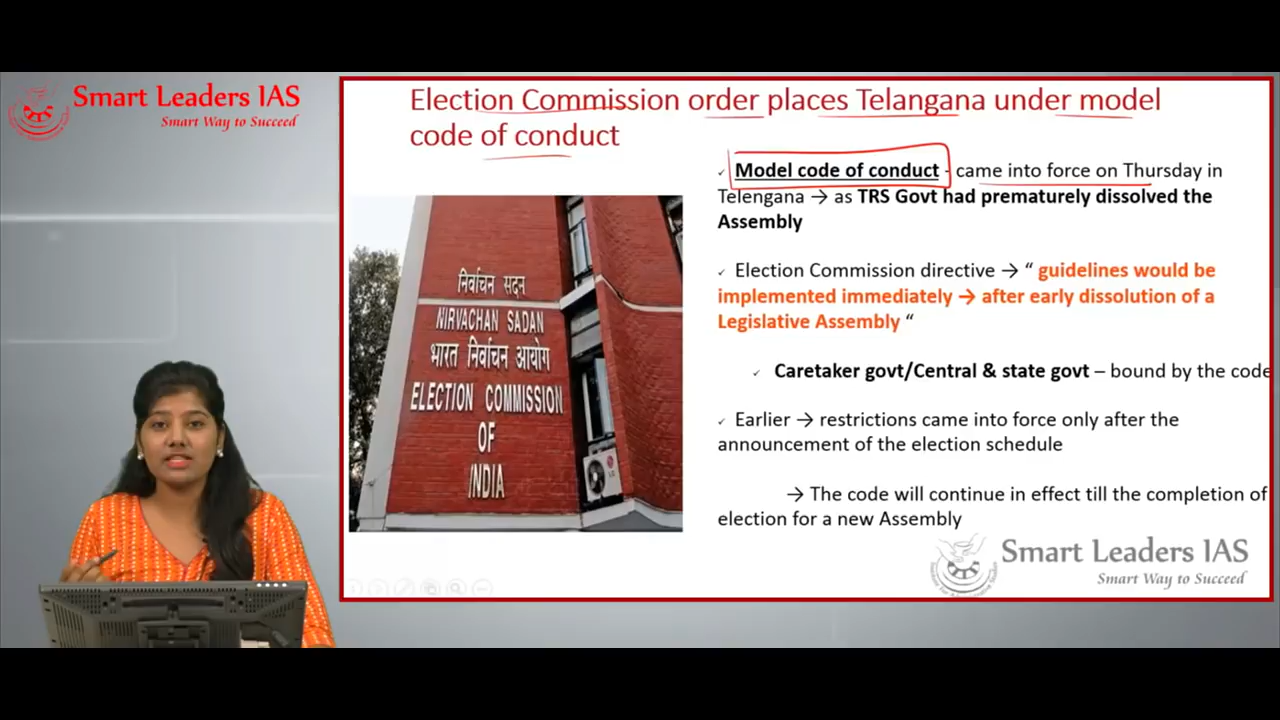 Smart Leaders IAS
Smart Way to Succeed
Election Commission order places Telangana under model
code of conduct
✓ Model code of conduct - came into force on Thursday in
Telengana → as TRS Govt had prematurely dissolved the
Assembly
✓ Election Commission directive → “ guidelines would be
implemented immediately → after early dissolution of a
Legislative Assembly “
✓ Caretaker govt/Central & state govt – bound by the code
✓ Earlier → restrictions came into force only after the
announcement of the election schedule
→ The code will continue in effect till the completion of
election for a new Assembly
निर्वाचन सदन
NIRVACHAN SADAN
भारत निर्वाचन आयोग
ELECTION COMMISSION
OF
INDIA
Smart Leaders IAS
Smart Way to Succeed